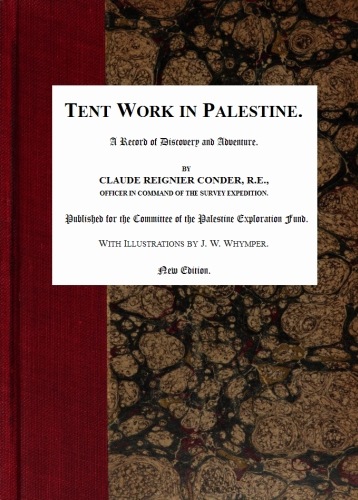 TENT WORK IN PALESTINE.
A Record of Discovery and Adventure.
BY
CLAUDE REIGNIER CONDER, R.E.,
OFFICER IN COMMAND OF THE SURVEY EXPEDITION.
Published for the Committee of the Palestine Exploration Fund.
WITH ILLUSTRATIONS BY J. W. WHYMPER.
New Edition.